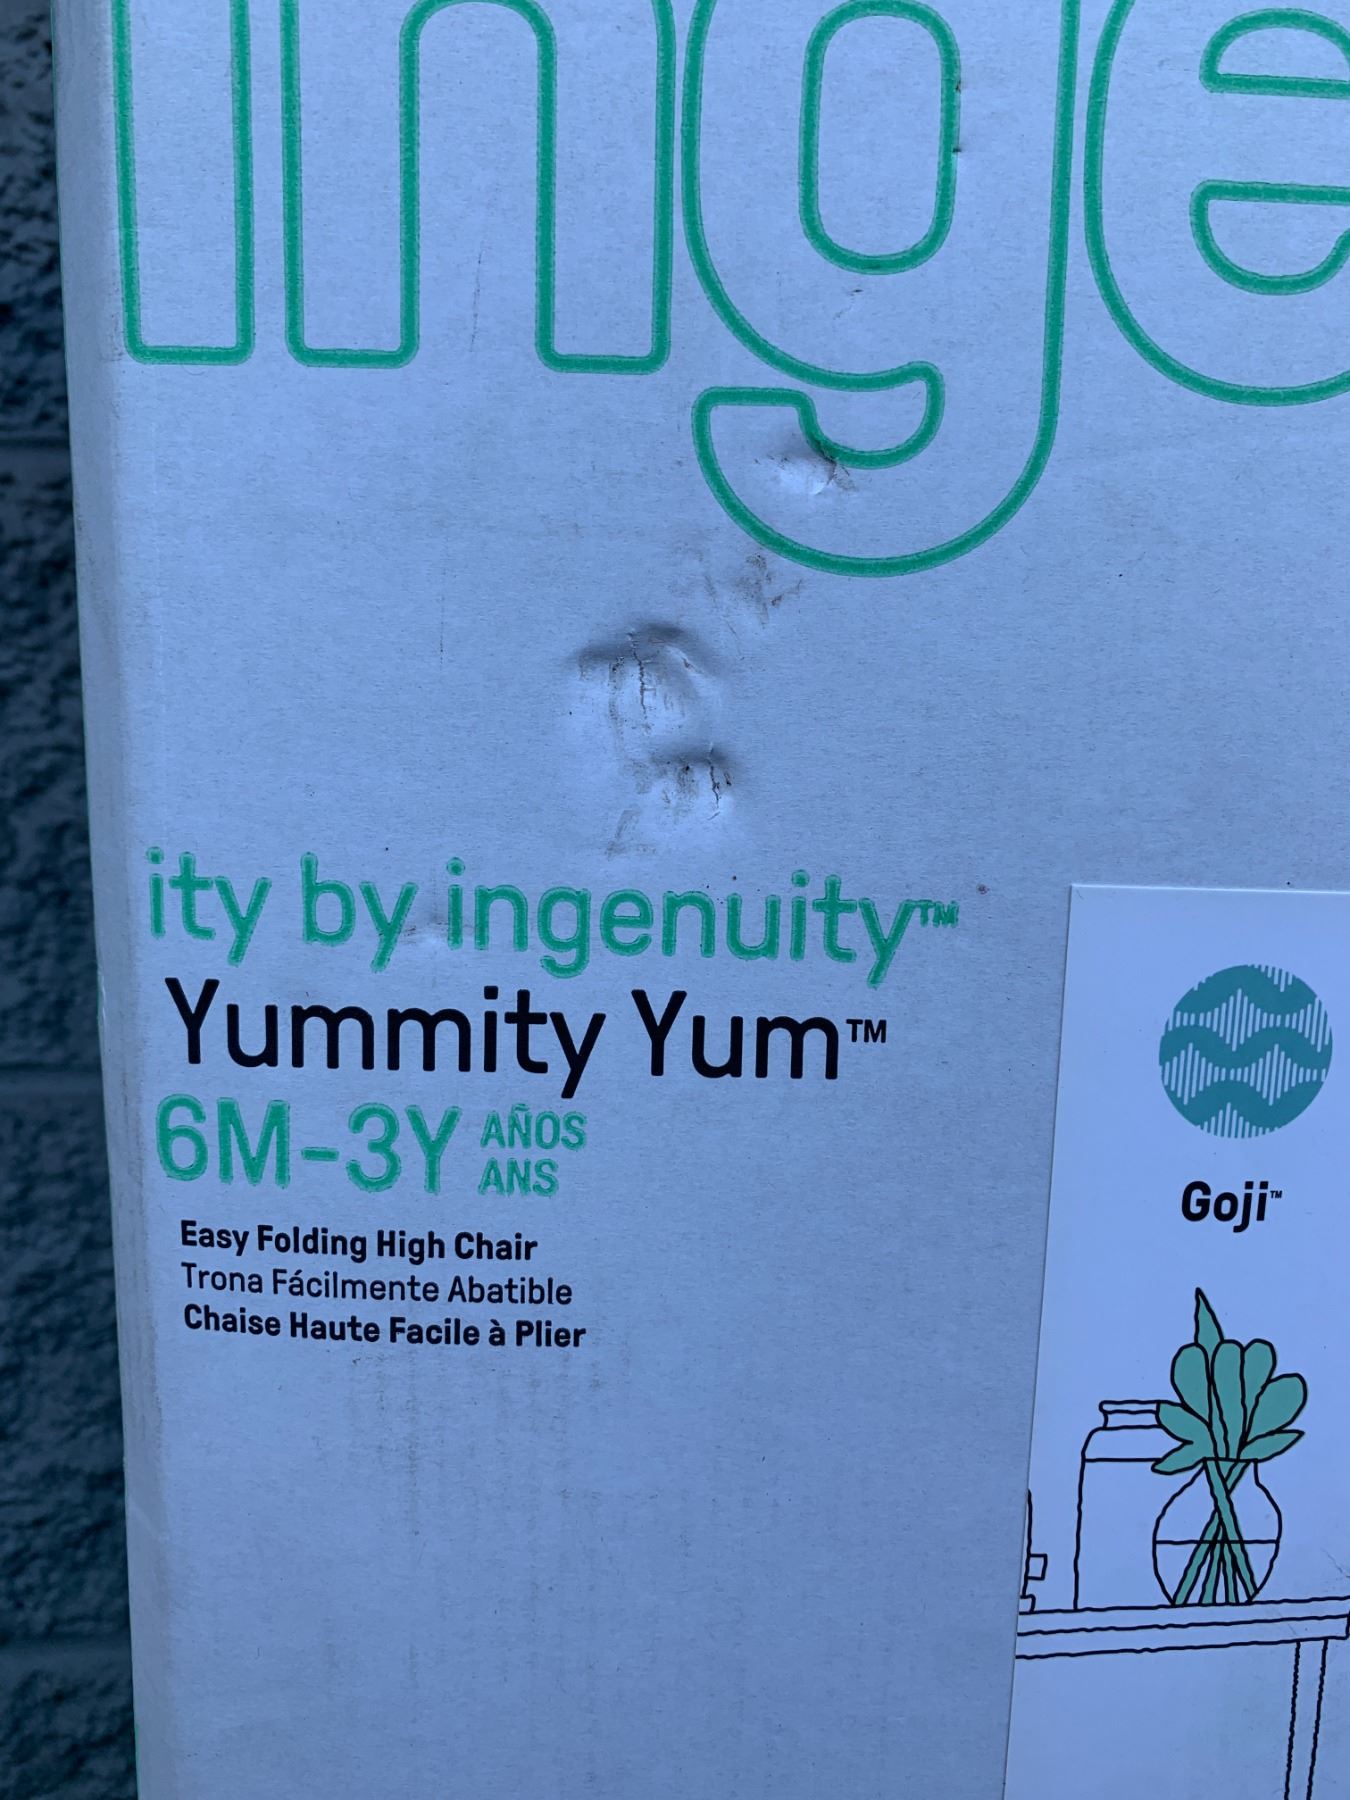 inge
ity by ingenuity™
Yummity Yum™
6M-3Y AÑOS
ANS
Easy Folding High Chair
Trona Fácilmente Abatible
Chaise Haute Facile à Plier
Goji™